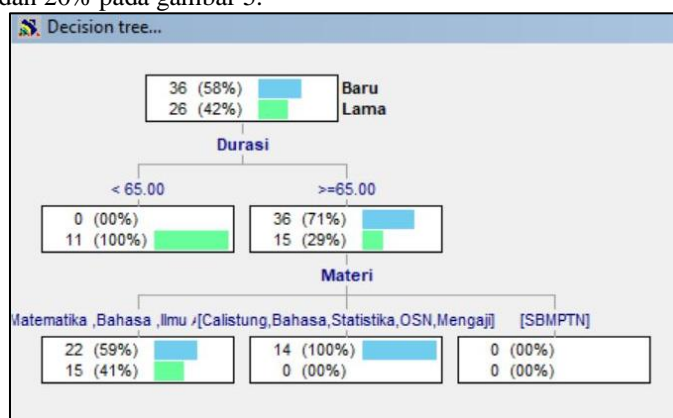 dan 20% pada gambar 3.
Decision tree...
36 (58%) Baru
26 (42%) Lama
Durasi
< 65.00 >=65.00
0 (00%) 36 (71%)
11 (100%) 15 (29%)
Materi
Matematika ,Bahasa ,Ilmu [Calistung,Bahasa,Statistika,OSN,Mengaji] [SBMPTN]
22 (59%) 14 (100%) 0 (00%)
15 (41%) 0 (00%) 0 (00%)